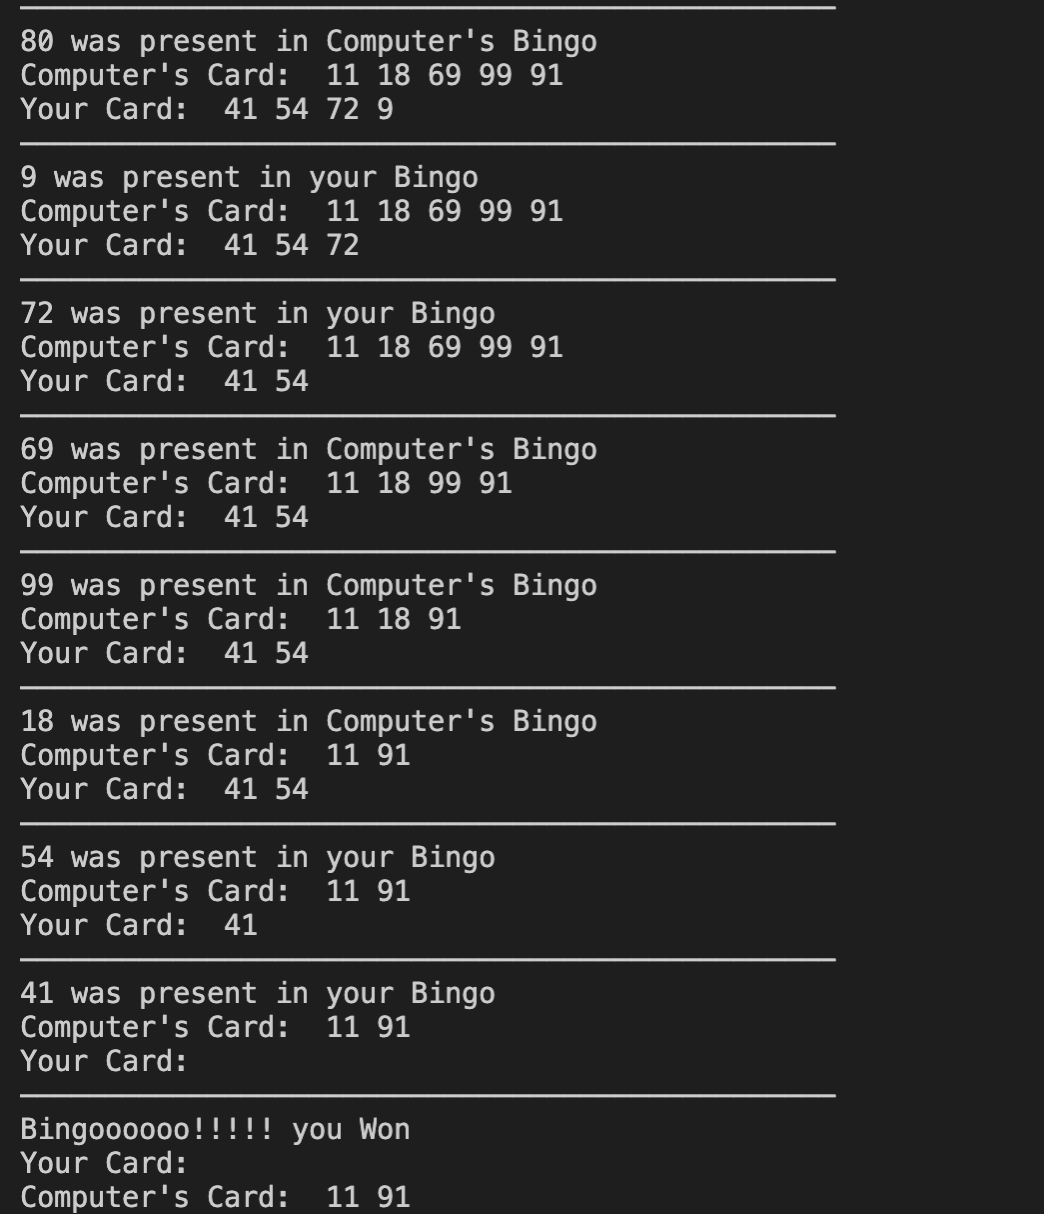 80 was present in Computer's Bingo
Computer's Card:  11 18 69 99 91
Your Card:  41 54 72 9
9 was present in your Bingo
Computer's Card:  11 18 69 99 91
Your Card:  41 54 72
72 was present in your Bingo
Computer's Card:  11 18 69 99 91
Your Card:  41 54
69 was present in Computer's Bingo
Computer's Card:  11 18 99 91
Your Card:  41 54
99 was present in Computer's Bingo
Computer's Card:  11 18 91
Your Card:  41 54
18 was present in Computer's Bingo
Computer's Card:  11 91
Your Card:  41 54
54 was present in your Bingo
Computer's Card:  11 91
Your Card:  41
41 was present in your Bingo
Computer's Card:  11 91
Your Card:
Bingoooooo!!!!! you Won
Your Card:
Computer's Card:  11 91